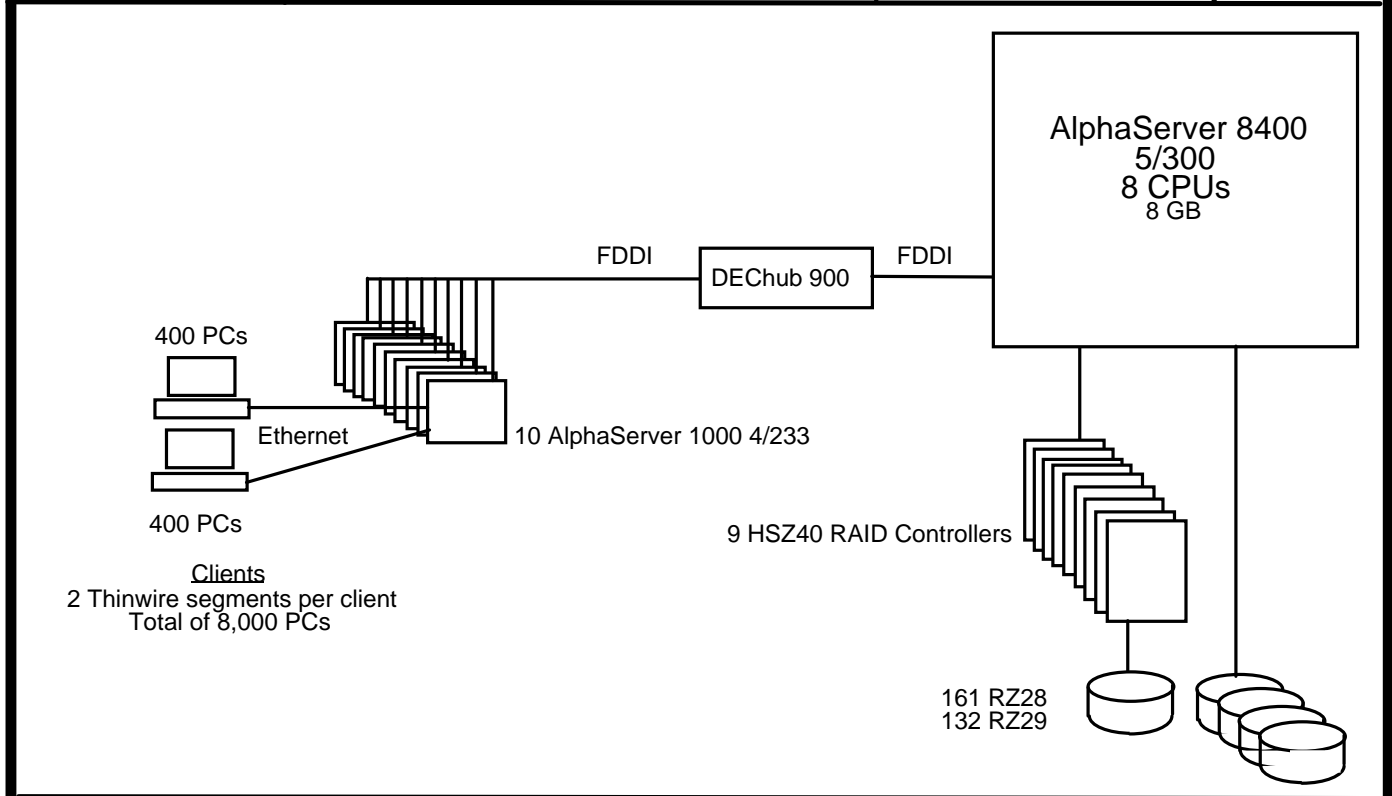 AlphaServer 8400
5/300
8 CPUs
8 GB
FDDI
DEChub 900
FDDI
400 PCs
Ethernet
10 AlphaServer 1000 4/233
400 PCs
Clients
2 Thinwire segments per client
Total of 8,000 PCs
9 HSZ40 RAID Controllers
161 RZ28
132 RZ29